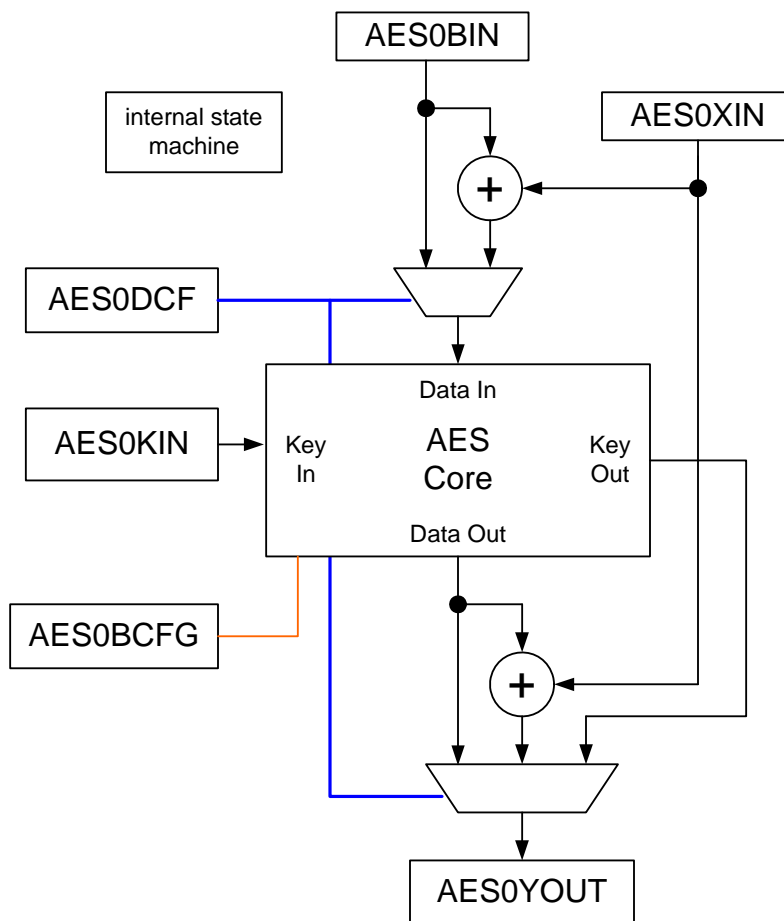 AES0BIN
internal state
machine
AES0XIN
+
AES0DCF
Data In
AES0KIN
Key
In
AES
Core
Key
Out
Data Out
AES0BCFG
+
AES0YOUT